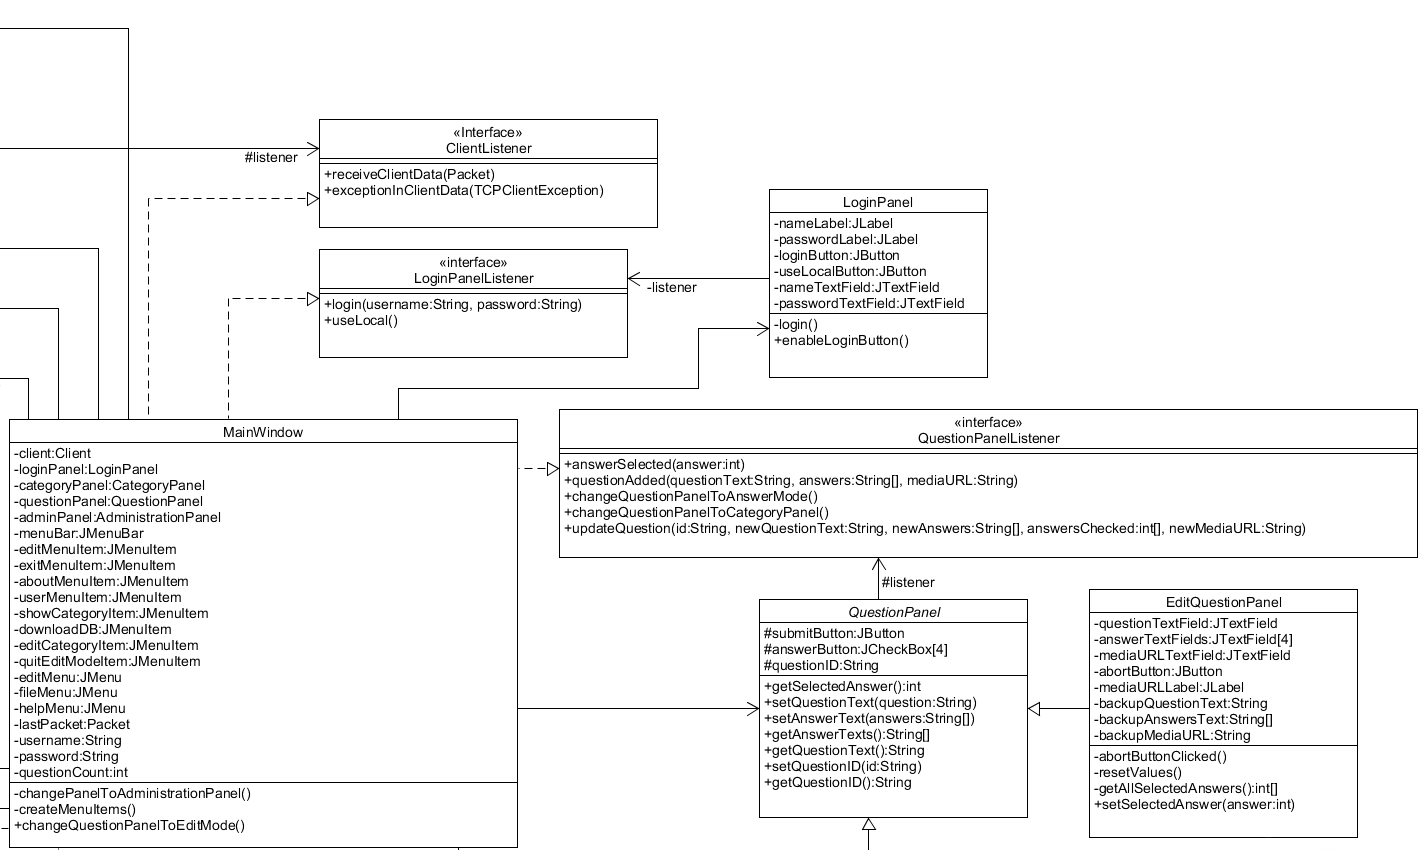 «Interface»
ClientListener
#listener
+receiveClientData(Packet)
+exceptionInClientData(TCPClientException)
«interface»
LoginPanelListener
+login(username:String, password:String)
+useLocal()
-listener
LoginPanel
-nameLabel:JLabel
-passwordLabel:JLabel
-loginButton:JButton
-useLocalButton:JButton
-nameTextField:JTextField
-passwordTextField:JTextField
-login()
+enableLoginButton()
MainWindow
-client:Client
-loginPanel:LoginPanel
-categoryPanel:CategoryPanel
-questionPanel:QuestionPanel
-adminPanel:AdministrationPanel
-menuBar:JMenuBar
-editMenuItem:JMenuItem
-exitMenuItem:JMenuItem
-aboutMenuItem:JMenuItem
-userMenuItem:JMenuItem
-showCategoryItem:JMenuItem
-downloadDB:JMenuItem
-editCategoryItem:JMenuItem
-quitEditModeItem:JMenuItem
-editMenu:JMenu
-fileMenu:JMenu
-helpMenu:JMenu
-lastPacket:Packet
-username:String
-password:String
-questionCount:int
-changePanelToAdministrationPanel()
-createMenuItems()
+changeQuestionPanelToEditMode()
«interface»
QuestionPanelListener
+answerSelected(answer:int)
+questionAdded(questionText:String, answers:String[], mediaURL:String)
+changeQuestionPanelToAnswerMode()
+changeQuestionPanelToCategoryPanel()
+updateQuestion(id:String, newQuestionText:String, newAnswers:String[], answersChecked:int[], newMediaURL:String)
#listener
QuestionPanel
#submitButton:JButton
#answerButton:JCheckBox[4]
#questionID:String
+getSelectedAnswer():int
+setQuestionText(question:String)
+setAnswerText(answers:String[])
+getAnswerTexts():String[]
+getQuestionText():String
+setQuestionID(id:String)
+getQuestionID():String
EditQuestionPanel
-questionTextField:JTextField
-answerTextFields:JTextField[4]
-mediaURLTextField:JTextField
-abortButton:JButton
-mediaURLLabel:JLabel
-backupQuestionText:String
-backupAnswersText:String[]
-backupMediaURL:String
-abortButtonClicked()
-resetValues()
-getAllSelectedAnswers():int[]
+setSelectedAnswer(answer:int)